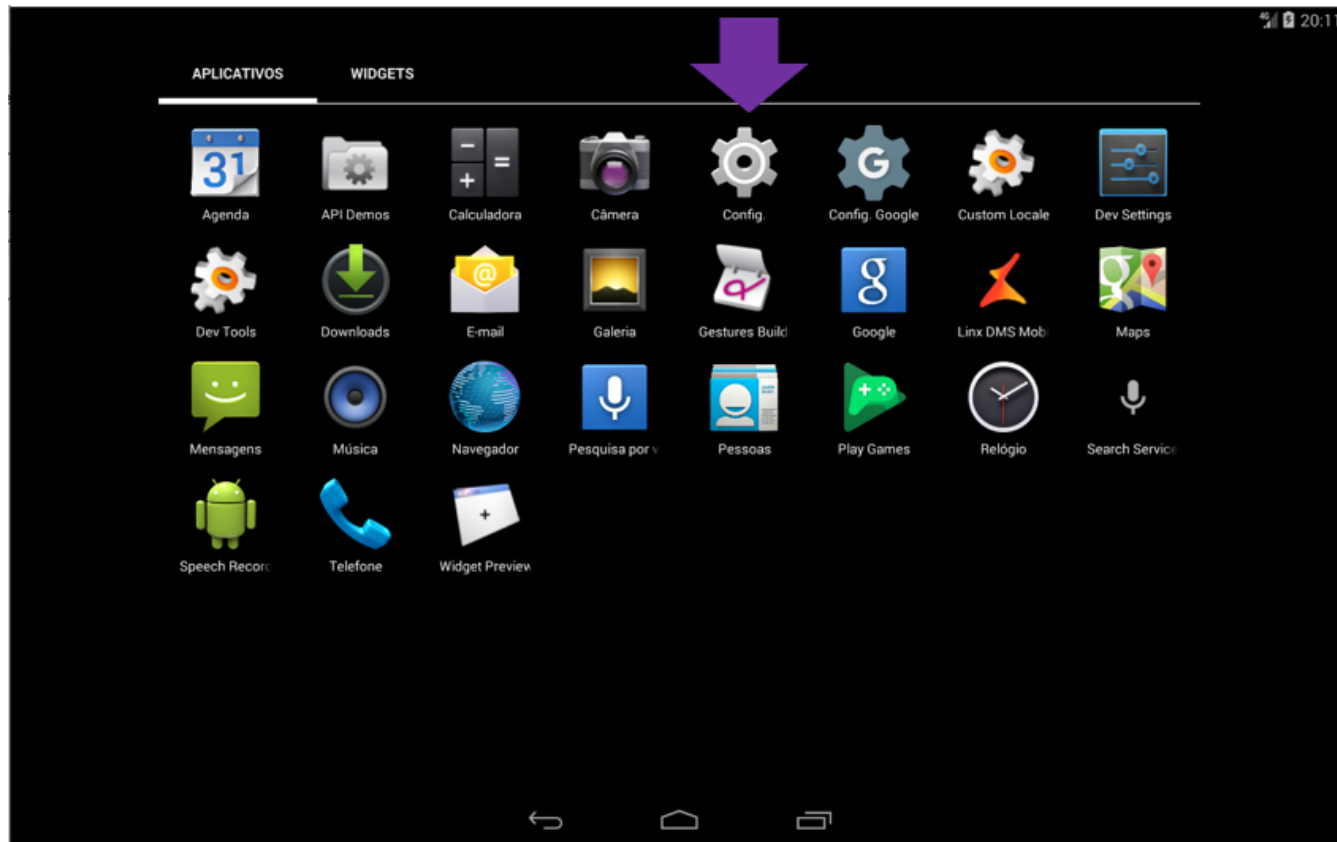 20:11
APLICATIVOS WIDGETS
31
Agenda API Demos Calculadora Câmera Config. Config. Google Custom Locale Dev Settings
Dev Tools Downloads E-mail Galeria Gestures Build Google Linx DMS Mob Maps
Mensagens Música Navegador Pesquisa por v Pessoas Play Games Relógio Search Service
Speech Recor Telefone Widget Preview